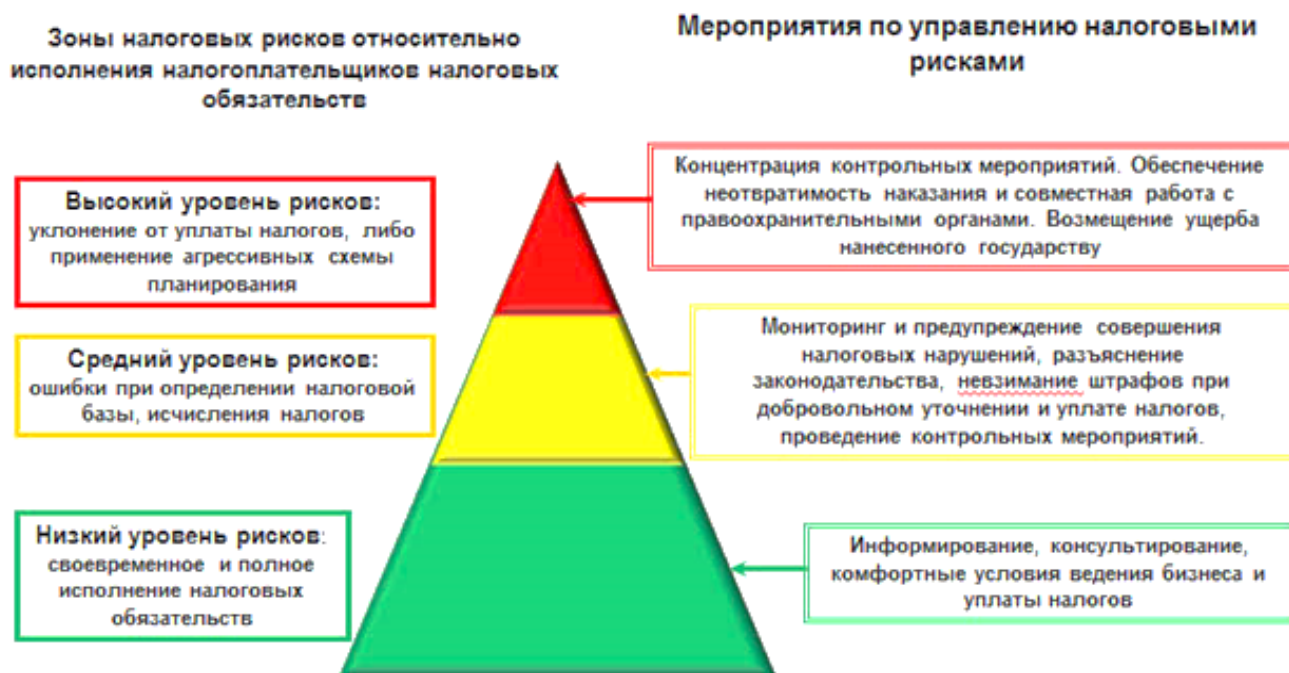 Зоны налоговых рисков относительно
исполнения налогоплательщиков налоговых
обязательств
Мероприятия по управлению налоговыми
рисками
Высокий уровень рисков:
уклонение от уплаты налогов, либо
применение агрессивных схемы
планирования
Концентрация контрольных мероприятий. Обеспечение
неотвратимость наказания и совместная работа с
правоохранительными органами. Возмещение ущерба
нанесенного государству
Средний уровень рисков:
ошибки при определении налоговой
базы, исчисления налогов
Мониторинг и предупреждение совершения
налоговых нарушений, разъяснение
законодательства, невзимание штрафов при
добровольном уточнении и уплате налогов,
проведение контрольных мероприятий.
Низкий уровень рисков:
своевременное и полное
исполнение налоговых
обязательств
Информирование, консультирование,
комфортные условия ведения бизнеса и
уплаты налогов